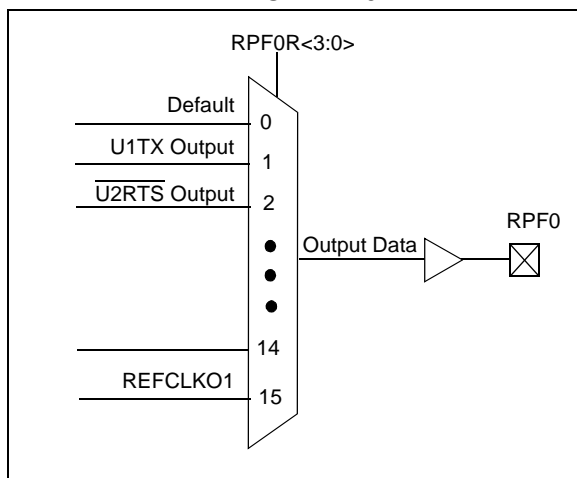 RPF0R<3:0>
Default
0
U1TX Output
1
U2RTS Output
2
RPF0
Output Data
14
REFCLKO1
15